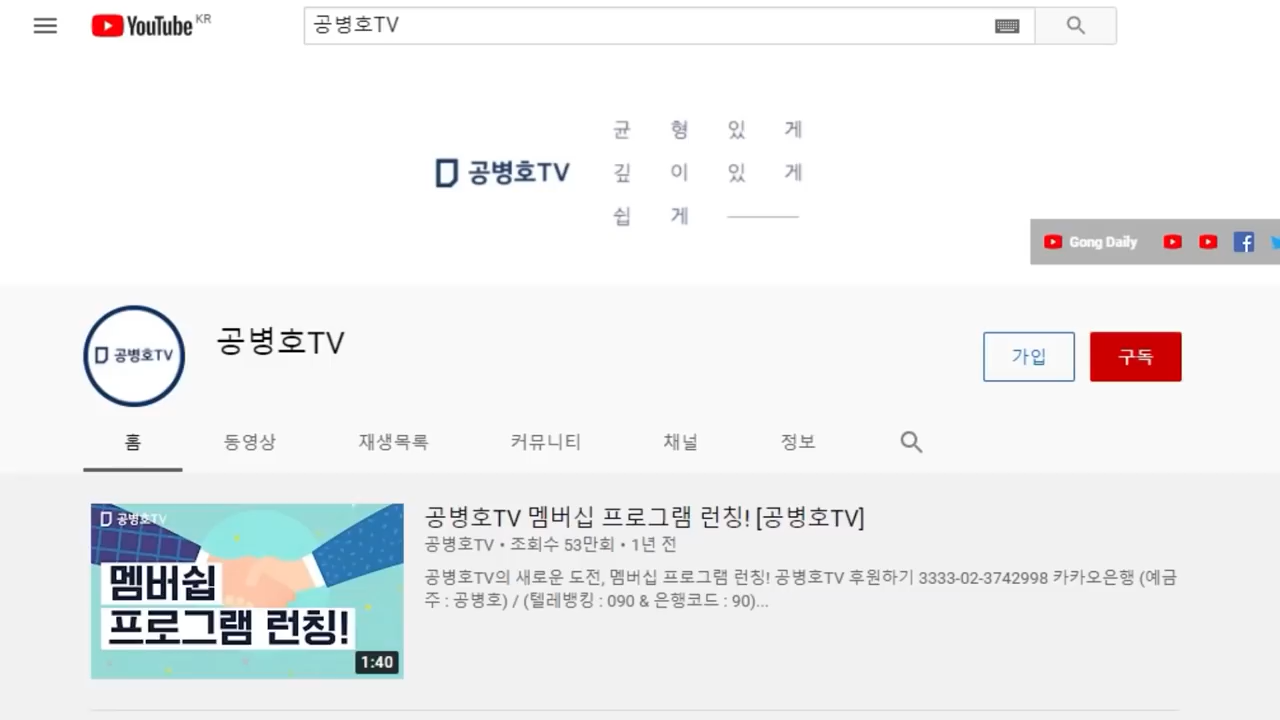 YouTube KR
공병호TV
균 형 있 게
공병호TV
깊 이 있 게
쉽 게
Gong Daily
공병호TV
공병호TV
가입
구독
홈
동영상
재생목록
커뮤니티
채널
정보
공병호TV
멤버쉽
프로그램 런칭!
1:40
공병호TV 멤버십 프로그램 런칭! [공병호TV]
공병호TV • 조회수 53만회 • 1년 전
공병호TV의 새로운 도전, 멤버십 프로그램 런칭! 공병호TV 후원하기 3333-02-3742998 카카오은행 (예금
주 : 공병호) / (텔레뱅킹 : 090 & 은행코드 : 90)...